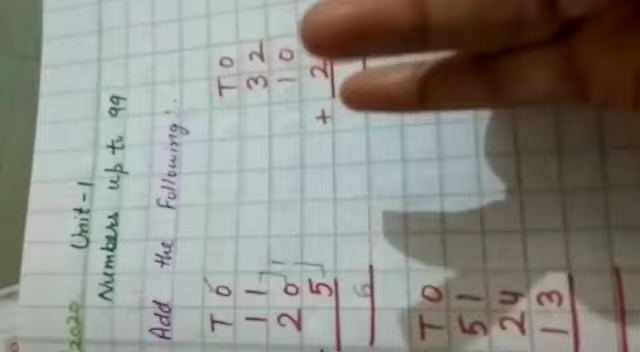 2020
Unit-1
Numbers up to 99
Add the Following:
T O
1 1
2 0
5
6
T O
3 2
1 0
+ 2
T O
5 1
2 4
1 3